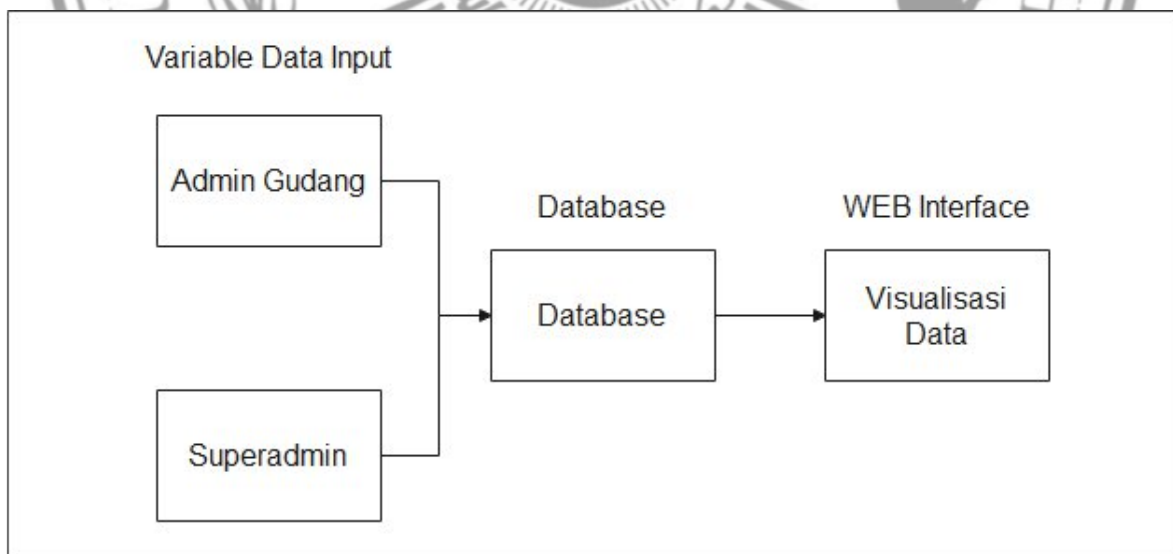 Variable Data Input
Admin Gudang
Superadmin
Database
Database
WEB Interface
Visualisasi
Data